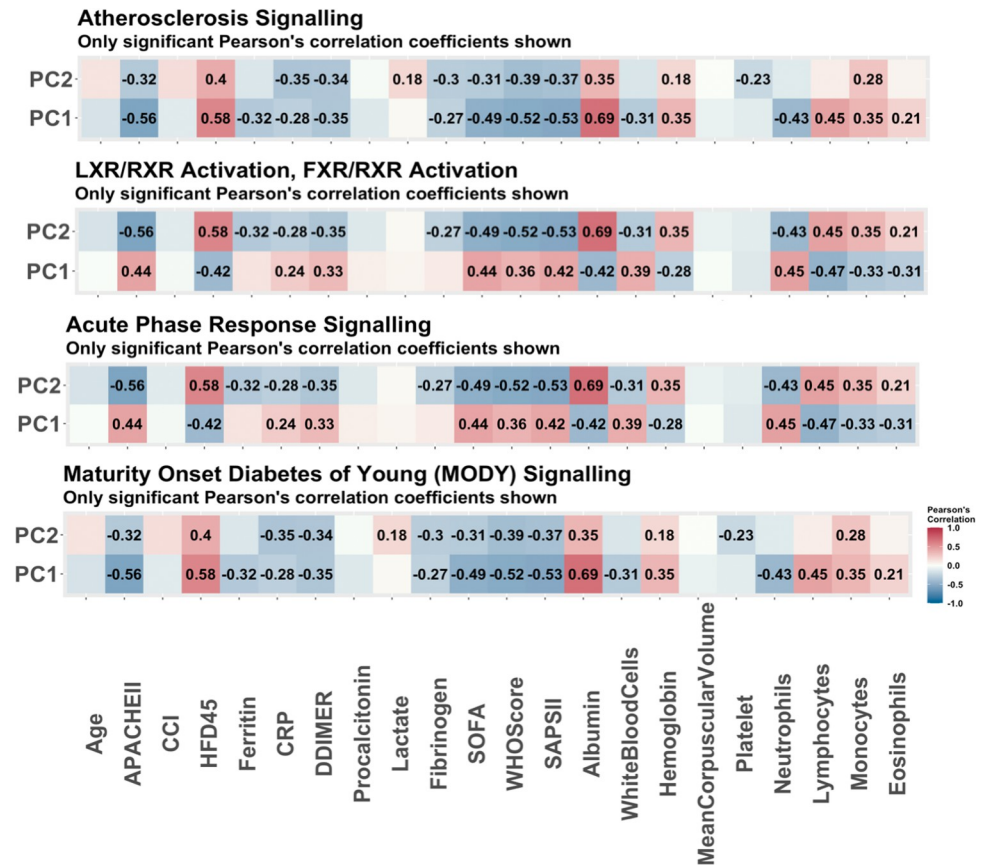 Atherosclerosis Signalling
Only significant Pearson's correlation coefficients shown
PC2 -0.32 0.4 -0.35 -0.34 0.18 -0.3 -0.31 -0.39 -0.37 0.35 0.18 -0.23 0.28
PC1 -0.56 0.58 -0.32 -0.28 -0.35 -0.27 -0.49 -0.52 -0.53 0.69 -0.31 0.35 -0.43 0.45 0.35 0.21
LXR/RXR Activation, FXR/RXR Activation
Only significant Pearson's correlation coefficients shown
PC2 -0.56 0.58 -0.32 -0.28 -0.35 -0.27 -0.49 -0.52 -0.53 0.69 -0.31 0.35 -0.43 0.45 0.35 0.21
PC1 0.44 -0.42 0.24 0.33 0.44 0.36 0.42 -0.42 0.39 -0.28 0.45 -0.47 -0.33 -0.31
Acute Phase Response Signalling
Only significant Pearson's correlation coefficients shown
PC2 -0.56 0.58 -0.32 -0.28 -0.35 -0.27 -0.49 -0.52 -0.53 0.69 -0.31 0.35 -0.43 0.45 0.35 0.21
PC1 0.44 -0.42 0.24 0.33 0.44 0.36 0.42 -0.42 0.39 -0.28 0.45 -0.47 -0.33 -0.31
Maturity Onset Diabetes of Young (MODY) Signalling
Only significant Pearson's correlation coefficients shown
PC2 -0.32 0.4 -0.35 -0.34 0.18 -0.3 -0.31 -0.39 -0.37 0.35 0.18 -0.23 0.28
PC1 -0.56 0.58 -0.32 -0.28 -0.35 -0.27 -0.49 -0.52 -0.53 0.69 -0.31 0.35 -0.43 0.45 0.35 0.21
Pearson's
Correlation
1.0
0.5
0.0
-0.5
-1.0
Age
APACHEII
CCI
HFD45
Ferritin
CRP
DDIMER
Procalcitonin
Lactate
Fibrinogen
SOFA
WHOScore
SAPSII
Albumin
WhiteBloodCells
Hemoglobin
MeanCorpuscularVolume
Platelet
Neutrophils
Lymphocytes
Monocytes
Eosinophils